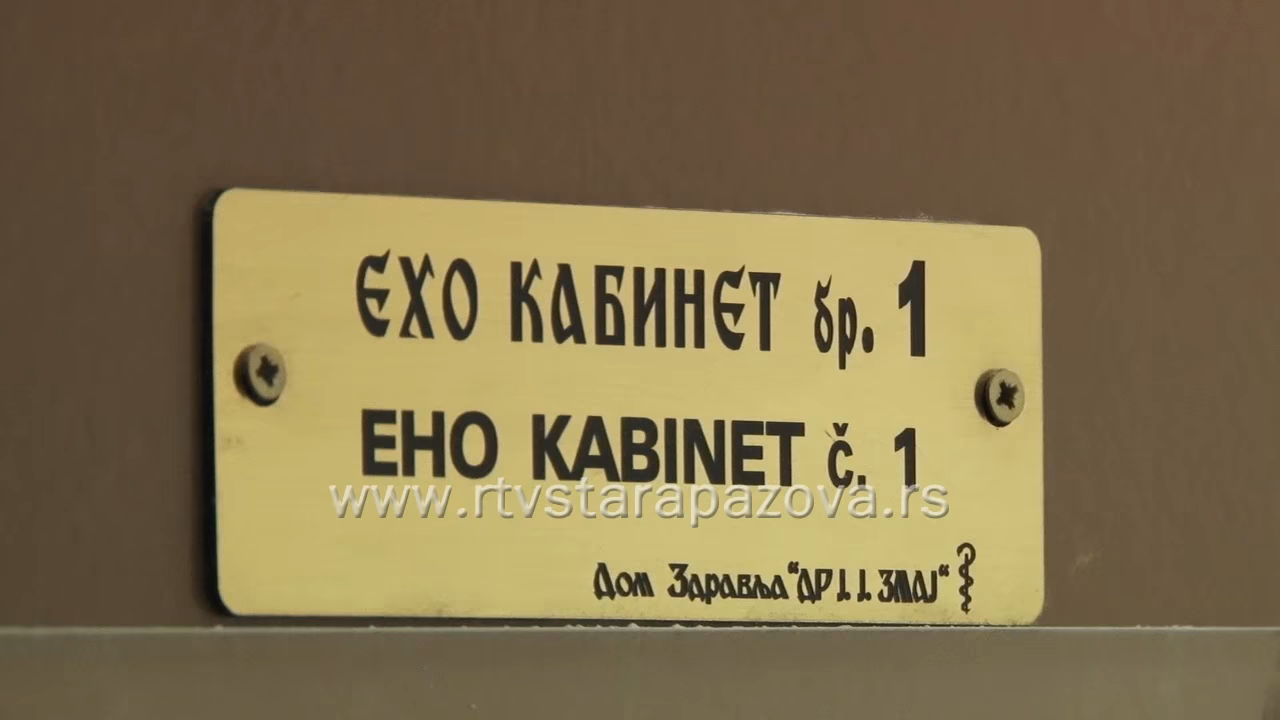 ЕХО КАБИНЕТ бр. 1
EHO KABINET č. 1
www.rtvstarapazova.rs
Дом Здравља "ДР Ј. Ј. ЗМАЈ"